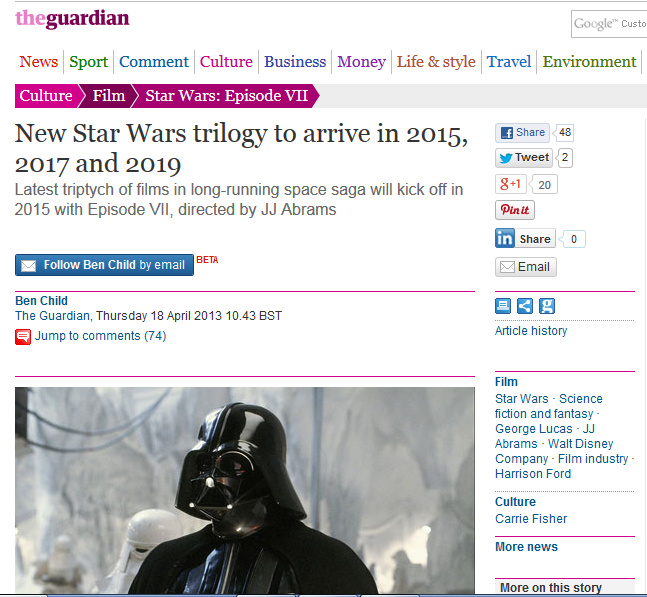 theguardian
Google™ Custo
News Sport Comment Culture Business Money Life & style Travel Environment
Culture Film Star Wars: Episode VII
New Star Wars trilogy to arrive in 2015,
2017 and 2019
Latest triptych of films in long-running space saga will kick off in
2015 with Episode VII, directed by JJ Abrams
Follow Ben Child by email BETA
Ben Child
The Guardian, Thursday 18 April 2013 10.43 BST
Jump to comments (74)
Share 48
Tweet 2
g+1 20
Pin it
in Share 0
Email
Article history
Film
Star Wars · Science
fiction and fantasy ·
George Lucas · JJ
Abrams · Walt Disney
Company · Film industry ·
Harrison Ford
Culture
Carrie Fisher
More news
More on this story